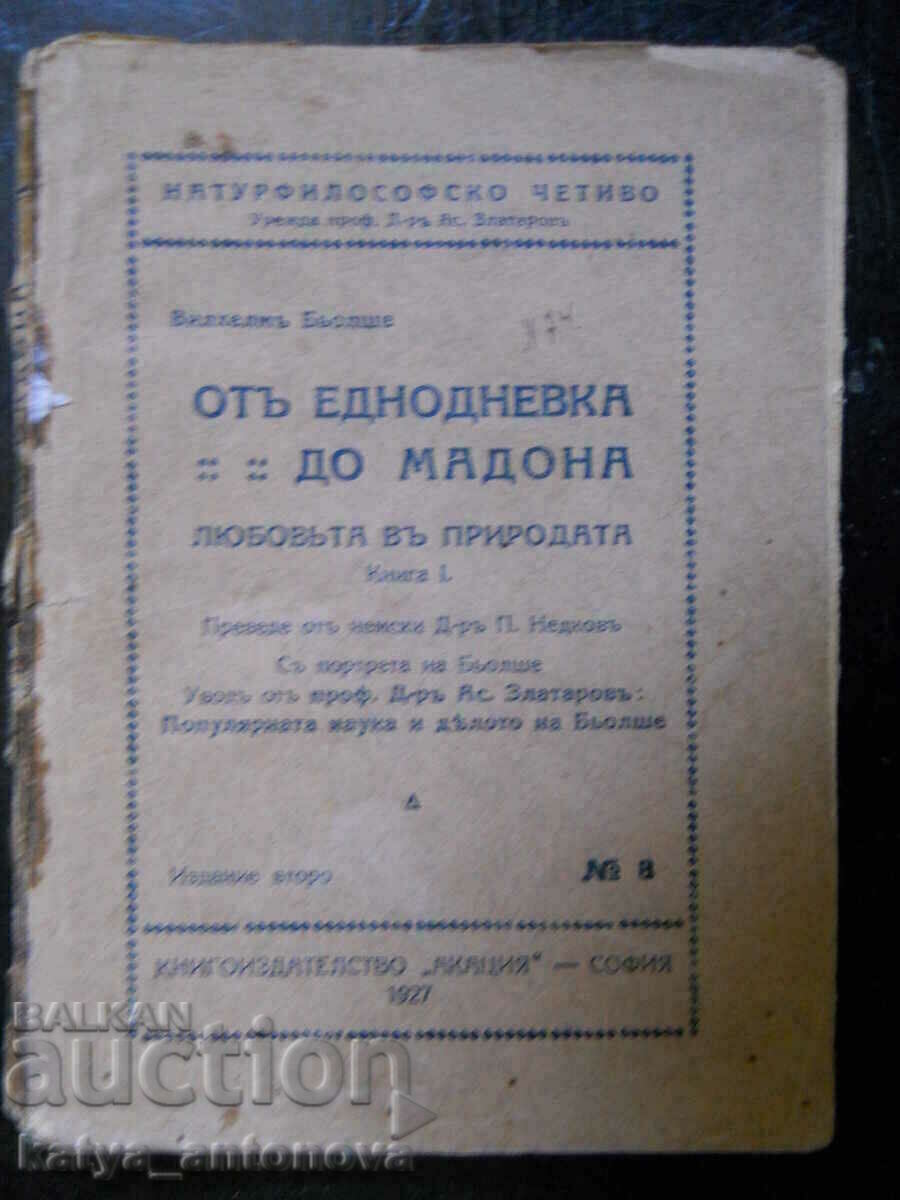 НАТУРФИЛОСОФСКО ЧЕТИВО
Урежда проф. Д-ръ Ас. Златаровъ
Вилхелмъ Бьолше
ОТЪ ЕДНОДНЕВКА
:: :: ДО МАДОНА
ЛЮБОВЬТА ВЪ ПРИРОДАТА
Книга I.
Преведе отъ немски Д-ръ П. Недковъ
Съ портрета на Бьолше
Уводъ отъ проф. Д-ръ Ас. Златаровъ:
Популярната наука и дѣлото на Бьолше
Издание второ
№ 8
КНИГОИЗДАТЕЛСТВО „АКАЦИЯ“ — СОФИЯ
1927
BALKAN
auction
katya_antonova